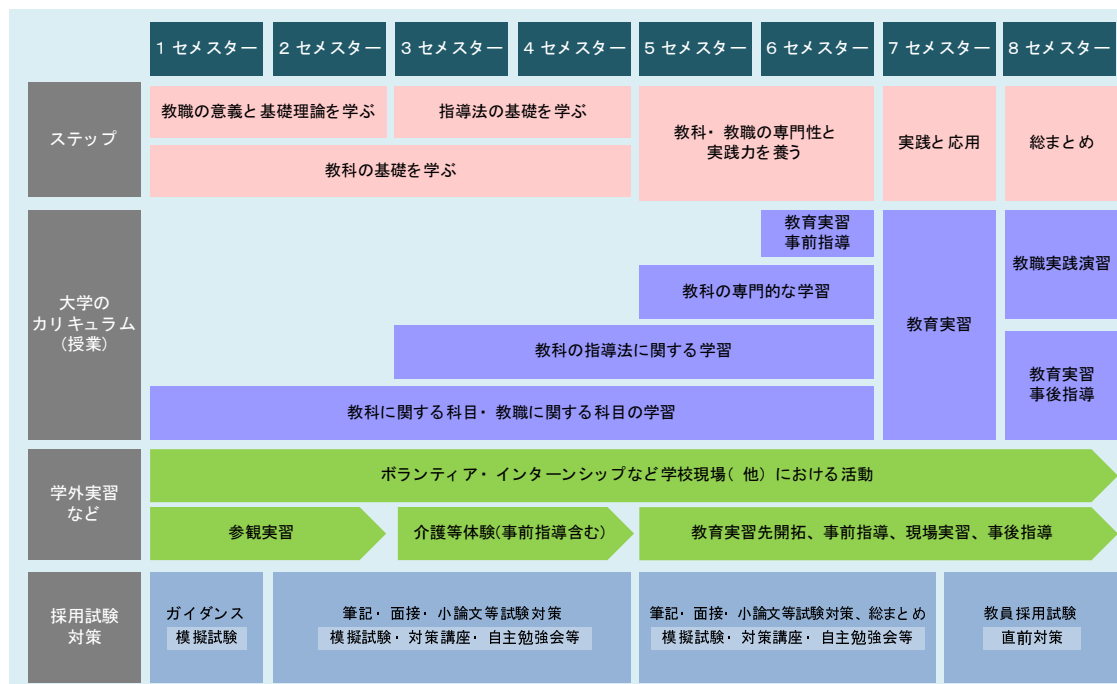 1 セメスター
2 セメスター
3 セメスター
4 セメスター
5 セメスター
6 セメスター
7 セメスター
8 セメスター
ステップ
教職の意義と基礎理論を学ぶ
指導法の基礎を学ぶ
教科の基礎を学ぶ
教科・教職の専門性と
実践力を養う
実践と応用
総まとめ
大学の
カリキュラム
(授業)
教育実習
事前指導
教科の専門的な学習
教科の指導法に関する学習
教科に関する科目・教職に関する科目の学習
教育実習
教職実践演習
教育実習
事後指導
学外実習
など
ボランティア・インターンシップなど学校現場(他)における活動
参観実習
介護等体験(事前指導含む)
教育実習先開拓、事前指導、現場実習、事後指導
採用試験
対策
ガイダンス
模擬試験
筆記・面接・小論文等試験対策
模擬試験・対策講座・自主勉強会等
筆記・面接・小論文等試験対策、総まとめ
模擬試験・対策講座・自主勉強会等
教員採用試験
直前対策